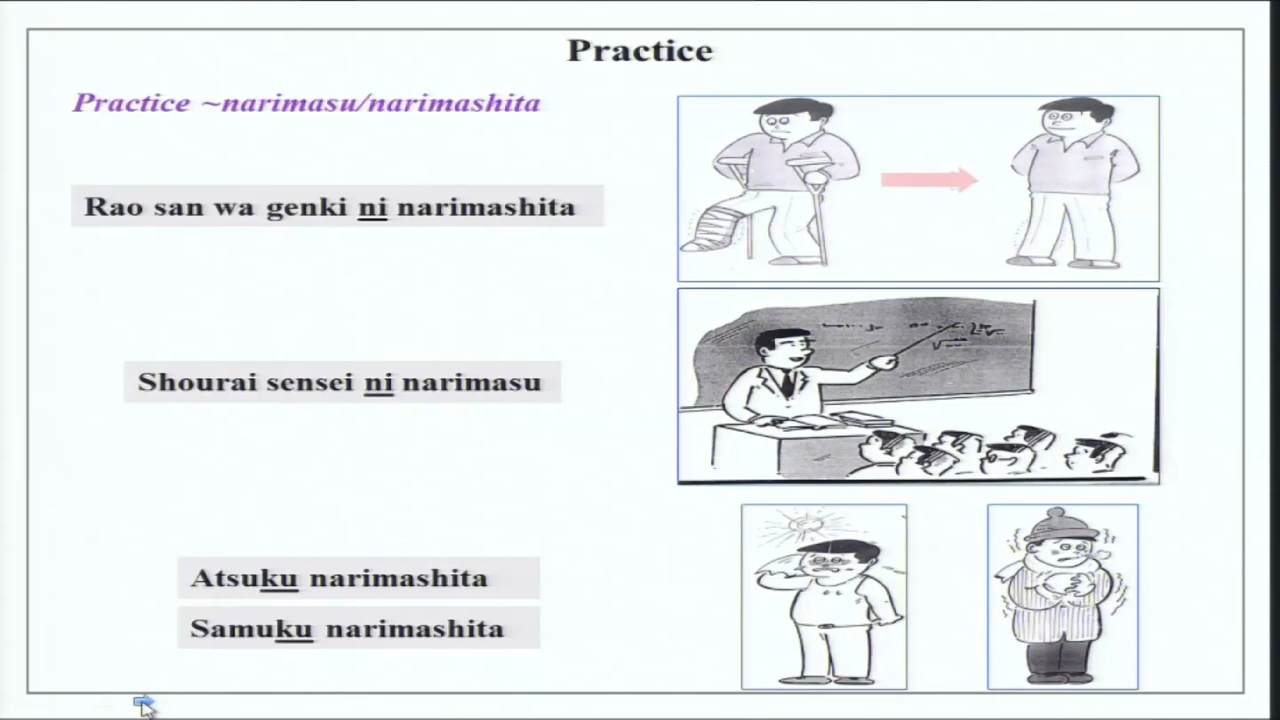 Practice
Practice ~narimasu/narimashita
Rao san wa genki ni narimashita
Shourai sensei ni narimasu
Atsuku narimashita
Samuku narimashita